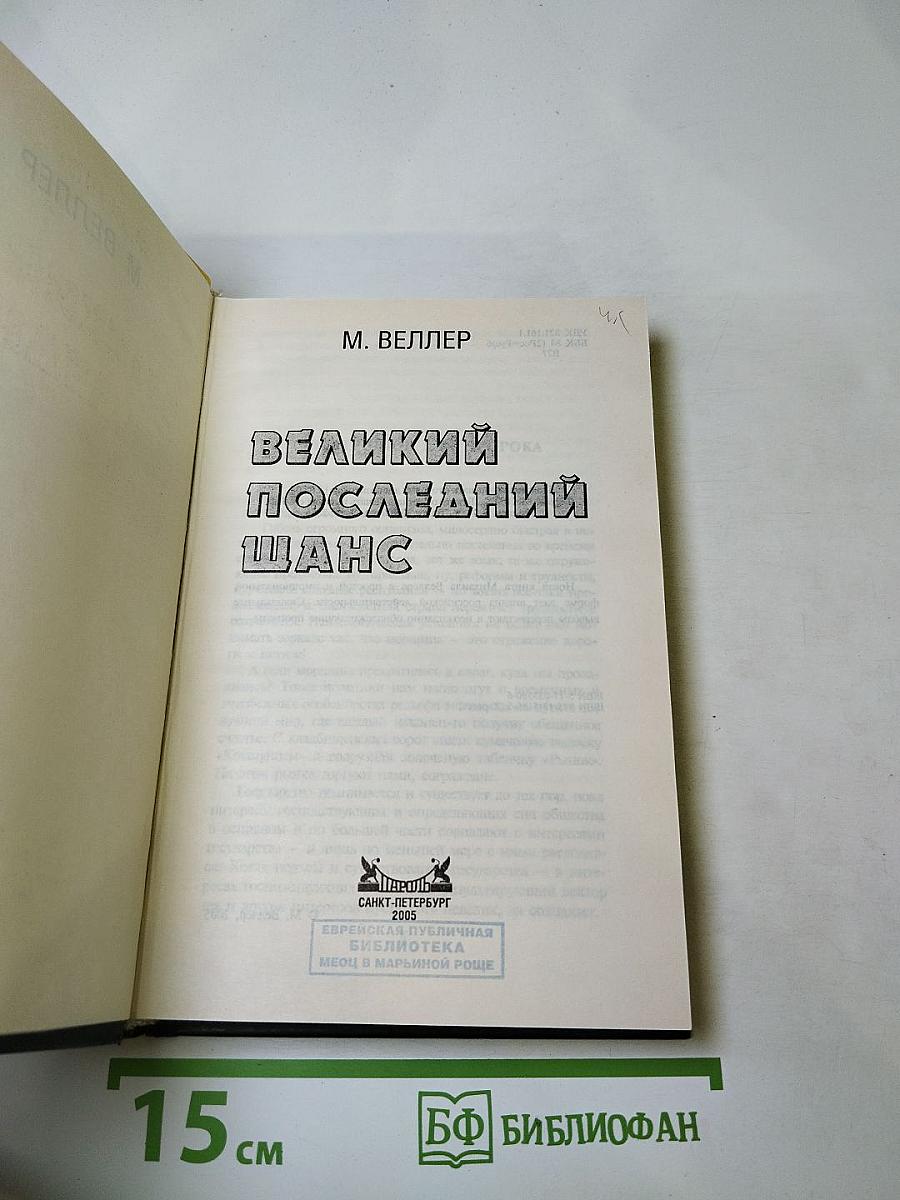 М. ВЕЛЛЕР
ВЕЛИКИЙ
ПОСЛЕДНИЙ
ШАНС
ПАРОЛЬ
САНКТ-ПЕТЕРБУРГ
2005
ЕВРЕЙСКАЯ ПУБЛИЧНАЯ
БИБЛИОТЕКА
МЕОЦ В МАРЬИНОЙ РОЩЕ
15 см
БФ БИБЛИОФАН